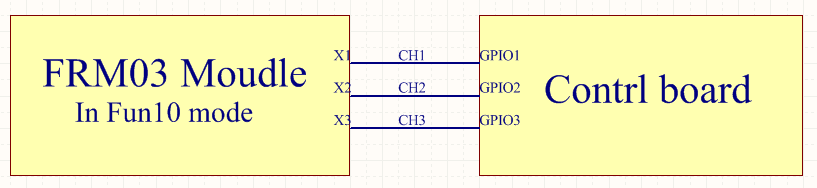 FRM03 Moudle
In Fun10 mode
X1 CH1 GPIO1
X2 CH2 GPIO2
X3 CH3 GPIO3
Contrl board